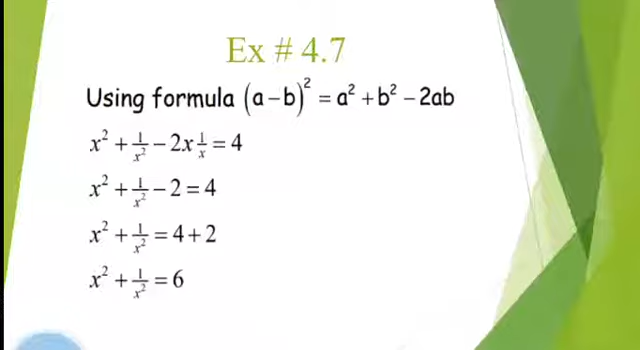 Ex # 4.7
Using formula (a−b)² = a² +b² − 2ab
x² + 1/x² − 2x 1/x = 4
x² + 1/x² − 2 = 4
x² + 1/x² = 4+2
x² + 1/x² = 6